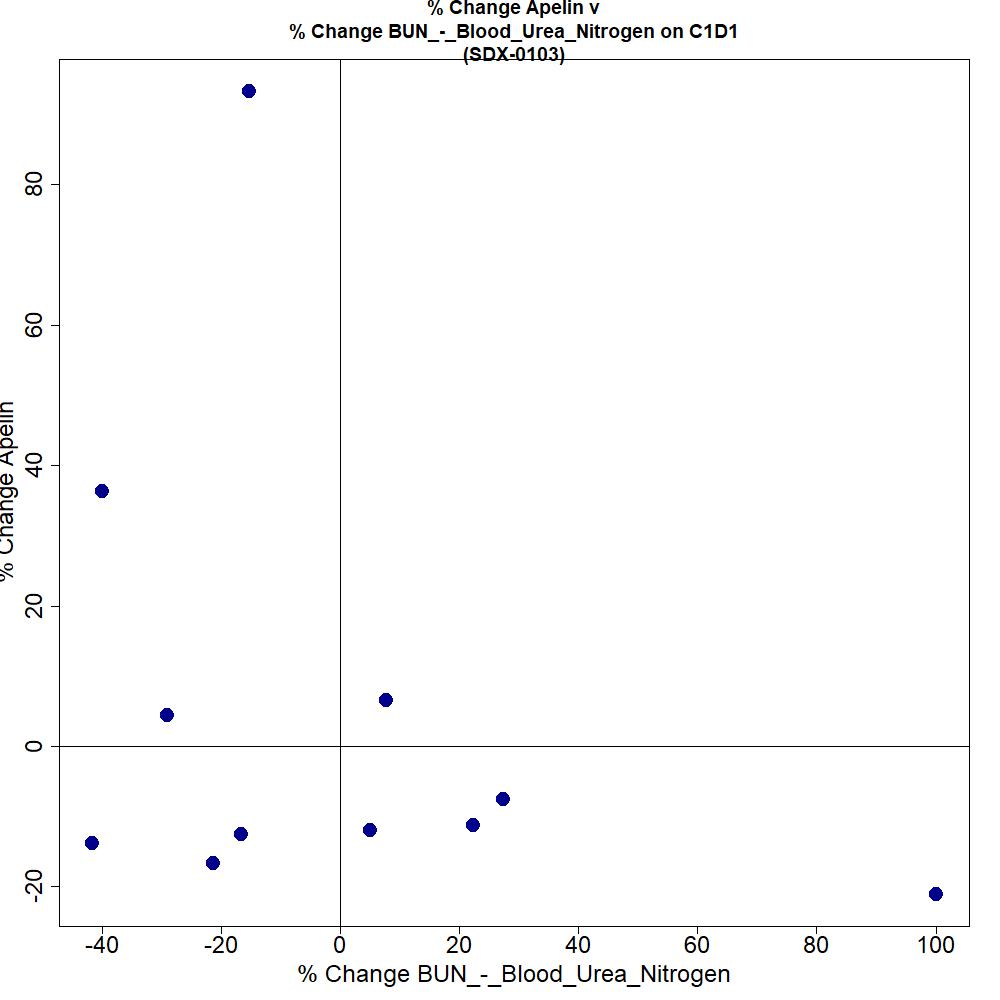 % Change Apelin v
% Change BUN_-_Blood_Urea_Nitrogen on C1D1
(SDX-0103)
% Change Apelin
80
60
40
20
0
-20
-40
-20
0
20
40
60
80
100
% Change BUN_-_Blood_Urea_Nitrogen